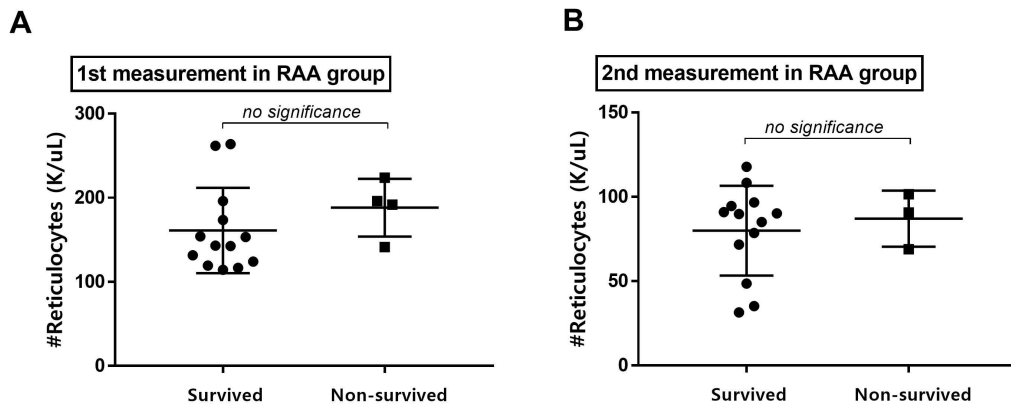 A
1st measurement in RAA group
300
200
100
0
#Reticulocytes (K/uL)
no significance
Survived
Non-survived
B
2nd measurement in RAA group
150
100
50
0
#Reticulocytes (K/uL)
no significance
Survived
Non-survived